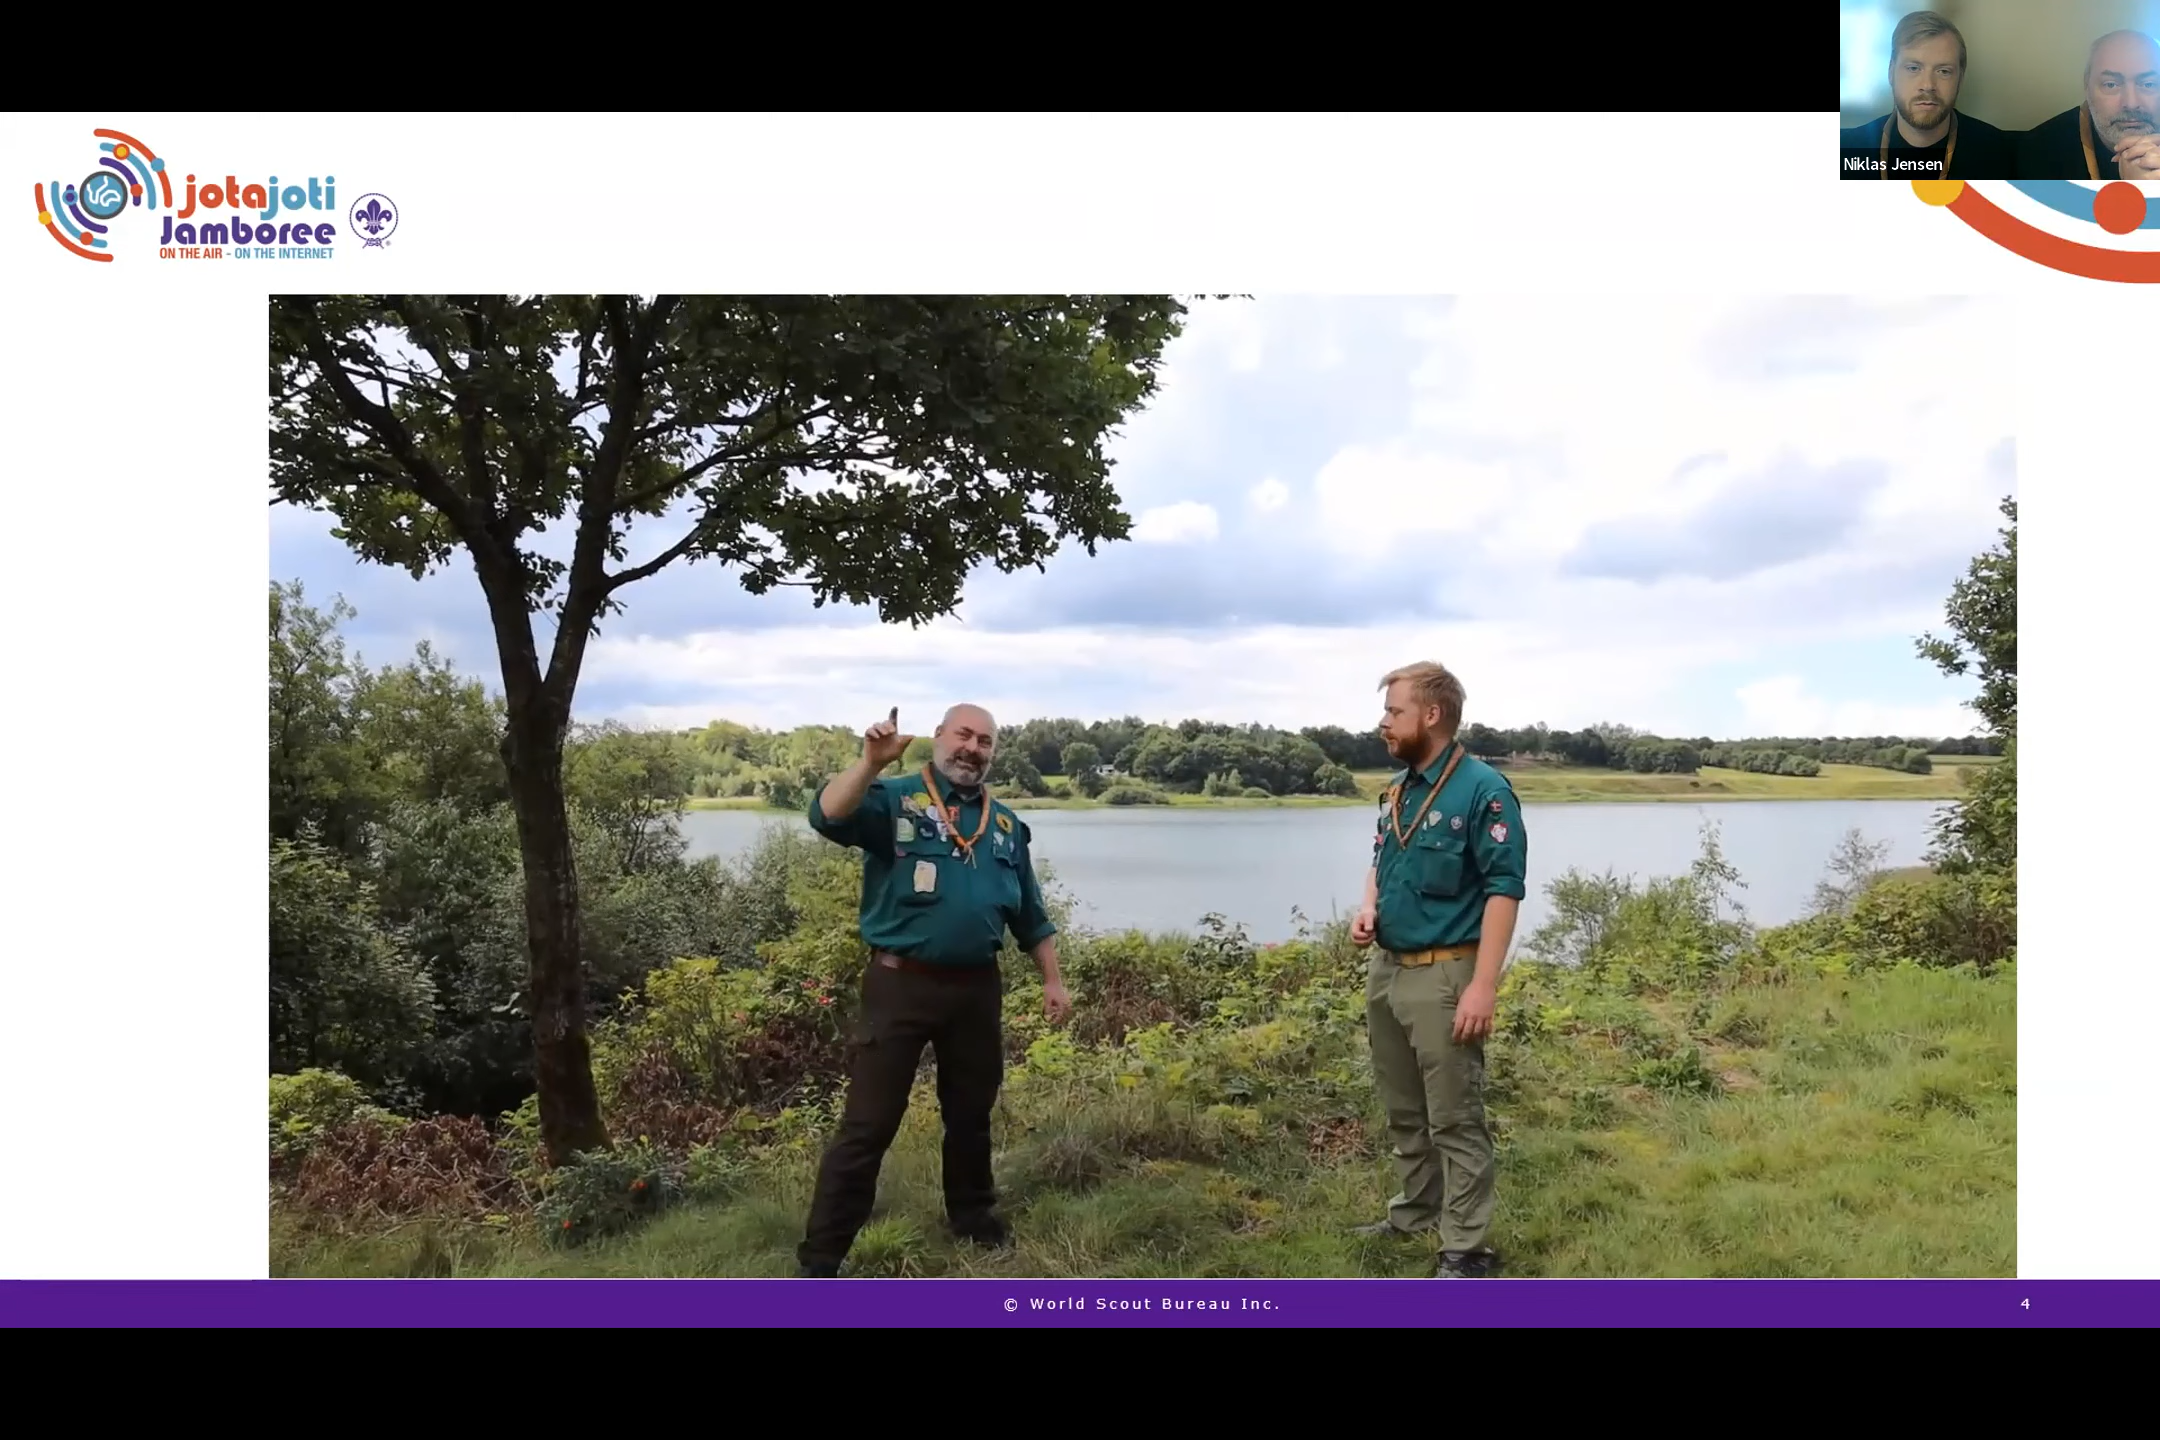 jotajoti
Jamboree
ON THE AIR - ON THE INTERNET
®
Niklas Jensen
© World Scout Bureau Inc.
4